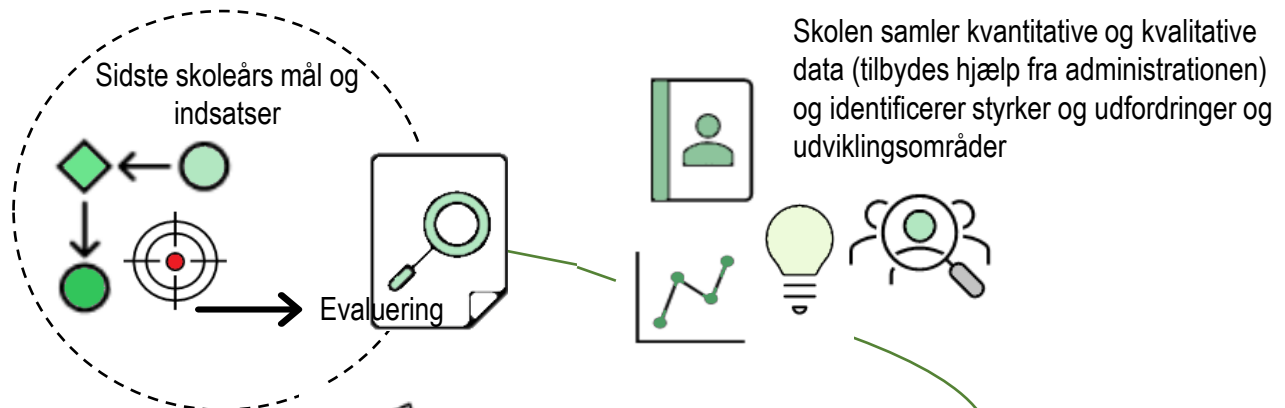 Sidste skoleårs mål og
indsatser
Evaluering
Skolen samler kvantitative og kvalitative
data (tilbydes hjælp fra administrationen)
og identificerer styrker og udfordringer og
udviklingsområder